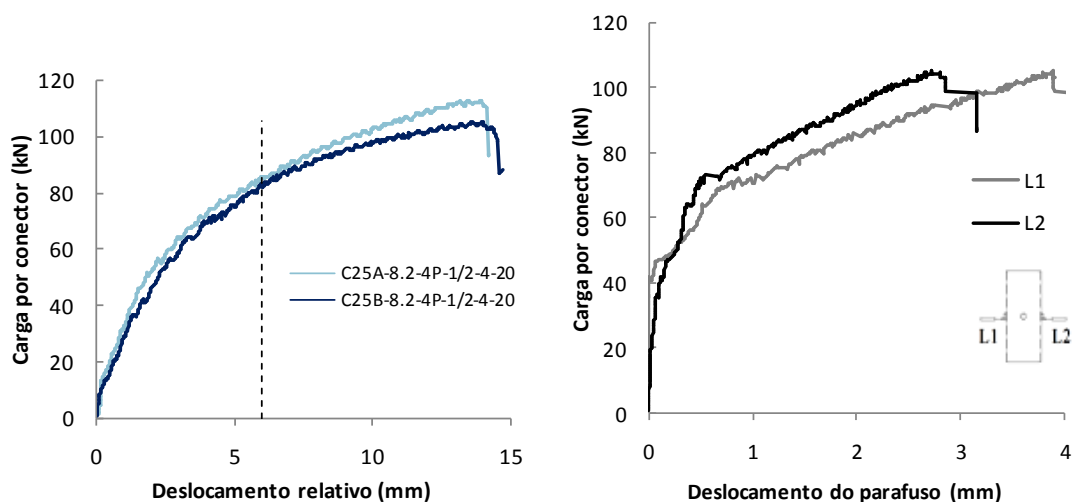 120
100
80
60
40
20
0
Carga por conector (kN)
0 5 10 15
Deslocamento relativo (mm)
C25A-8.2-4P-1/2-4-20
C25B-8.2-4P-1/2-4-20
120
100
80
60
40
20
0
Carga por conector (kN)
0 1 2 3 4
Deslocamento do parafuso (mm)
L1
L2
L1 L2